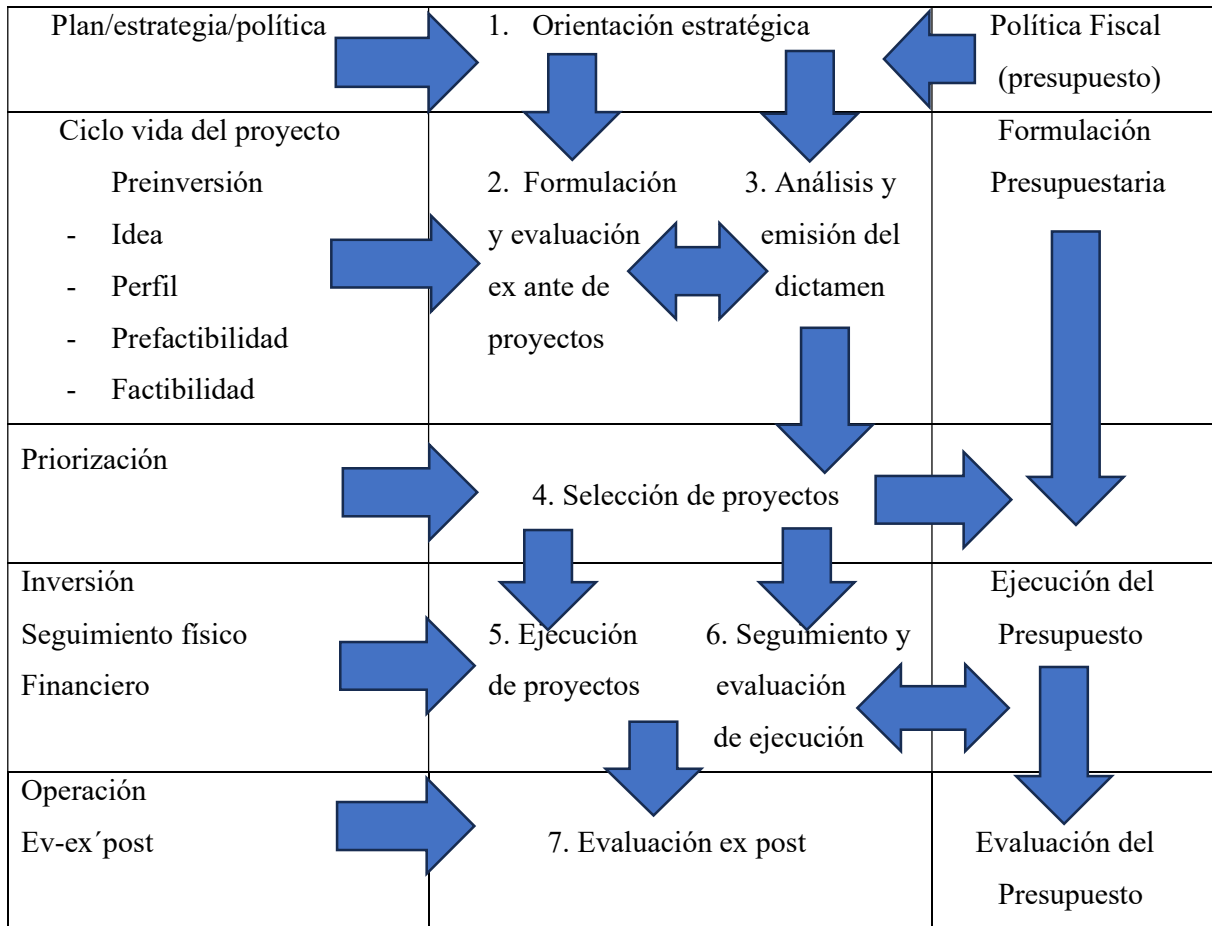 Plan/estrategia/política
1. Orientación estratégica
Política Fiscal
(presupuesto)
Ciclo vida del proyecto
Preinversión
- Idea
- Perfil
- Prefactibilidad
- Factibilidad
2. Formulación
y evaluación
ex ante de
proyectos
3. Análisis y
emisión del
dictamen
Formulación
Presupuestaria
Priorización
4. Selección de proyectos
Inversión
Seguimiento físico
Financiero
5. Ejecución
de proyectos
6. Seguimiento y
evaluación
de ejecución
Ejecución del
Presupuesto
Operación
Ev-ex´post
7. Evaluación ex post
Evaluación del
Presupuesto